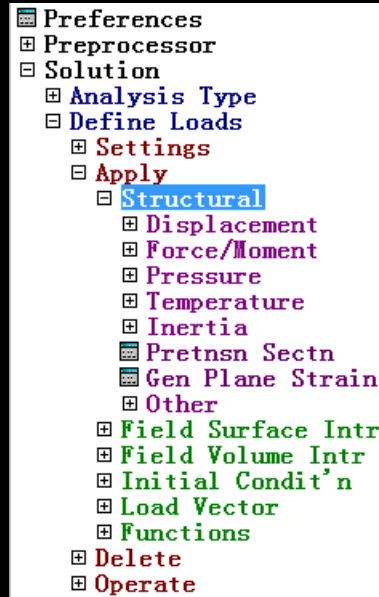 Preferences
Preprocessor
Solution
Analysis Type
Define Loads
Settings
Apply
Structural
Displacement
Force/Moment
Pressure
Temperature
Inertia
Pretnsn Sectn
Gen Plane Strain
Other
Field Surface Intr
Field Volume Intr
Initial Condit'n
Load Vector
Functions
Delete
Operate